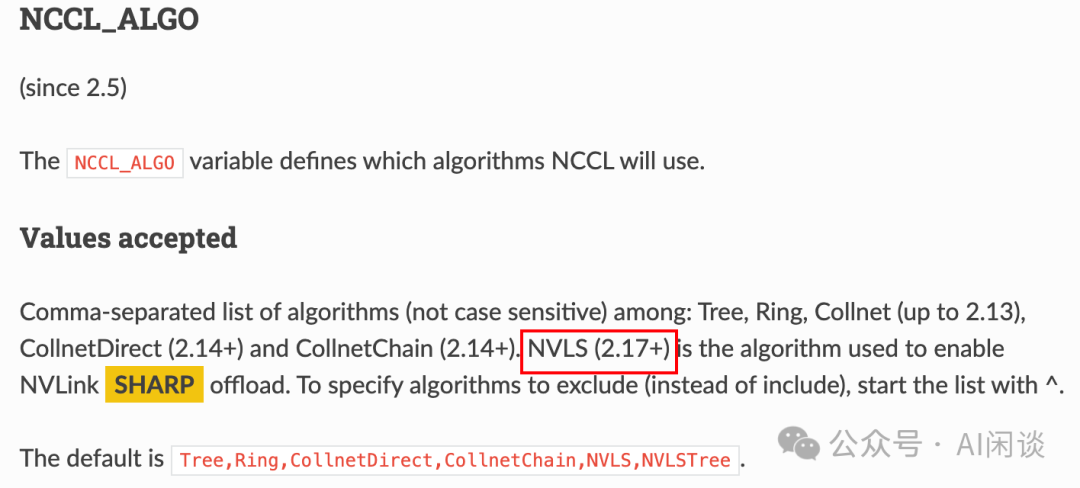 NCCL_ALGO
(since 2.5)
The NCCL_ALGO variable defines which algorithms NCCL will use.
Values accepted
Comma-separated list of algorithms (not case sensitive) among: Tree, Ring, Collnet (up to 2.13),
CollnetDirect (2.14+) and CollnetChain (2.14+). NVLS (2.17+) is the algorithm used to enable
NVLink SHARP offload. To specify algorithms to exclude (instead of include), start the list with ^.
The default is Tree,Ring,CollnetDirect,CollnetChain,NVLS,NVLSTree.
公众号 · AI闲谈